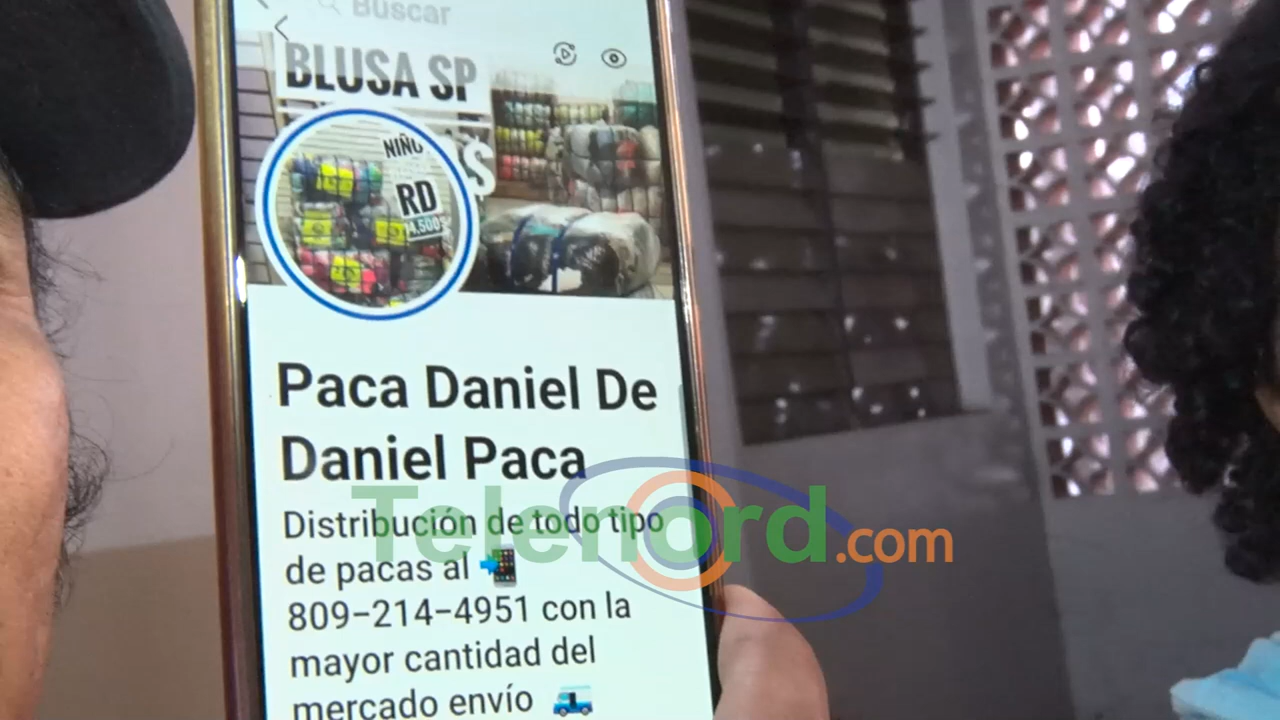 Buscar
BLUSA SP
NIÑO
RD
14,500
Paca Daniel De
Daniel Paca
Distribución de todo tipo
de pacas al 📲
809-214-4951 con la
mayor cantidad del
mercado envío 🚙
Telenord.com